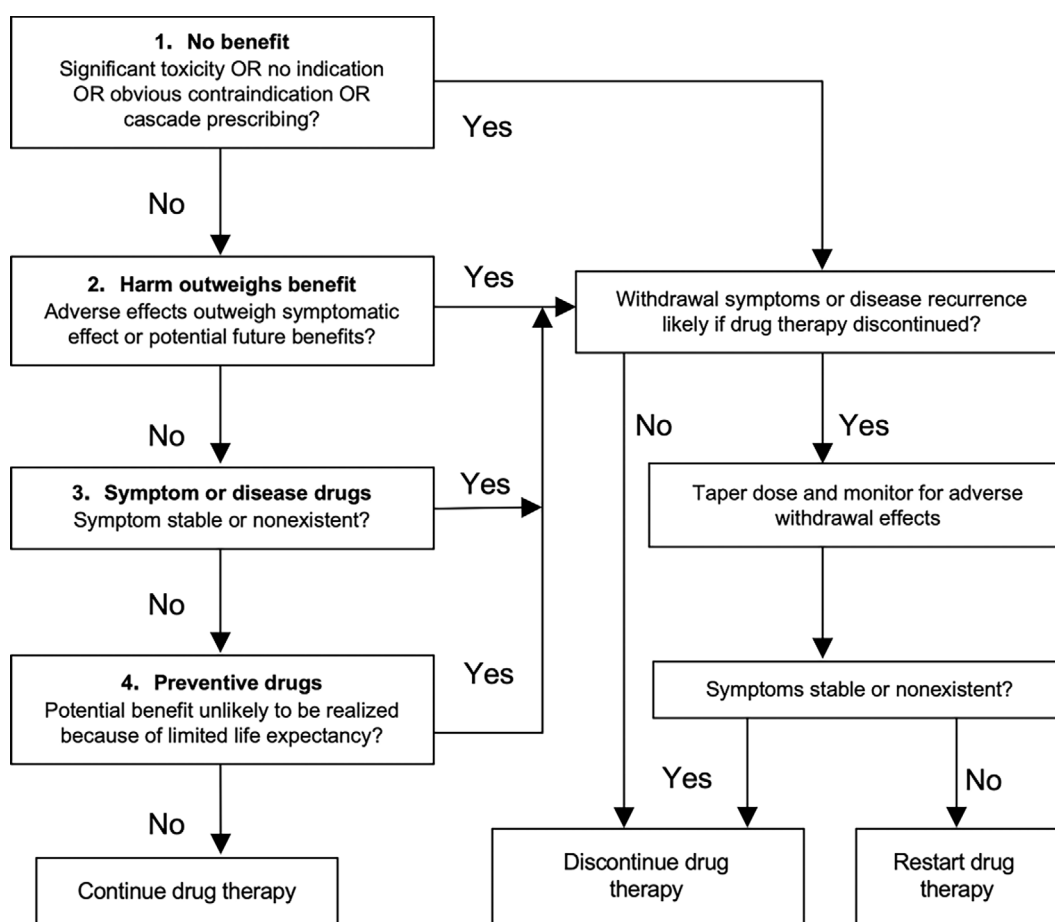 1. No benefit
Significant toxicity OR no indication
OR obvious contraindication OR
cascade prescribing?
Yes
No
2. Harm outweighs benefit
Adverse effects outweigh symptomatic
effect or potential future benefits?
Yes
Withdrawal symptoms or disease recurrence
likely if drug therapy discontinued?
No
No
Yes
3. Symptom or disease drugs
Symptom stable or nonexistent?
Yes
Taper dose and monitor for adverse
withdrawal effects
No
4. Preventive drugs
Potential benefit unlikely to be realized
because of limited life expectancy?
Yes
Symptoms stable or nonexistent?
No
Yes
No
Continue drug therapy
Discontinue drug
therapy
Restart drug
therapy